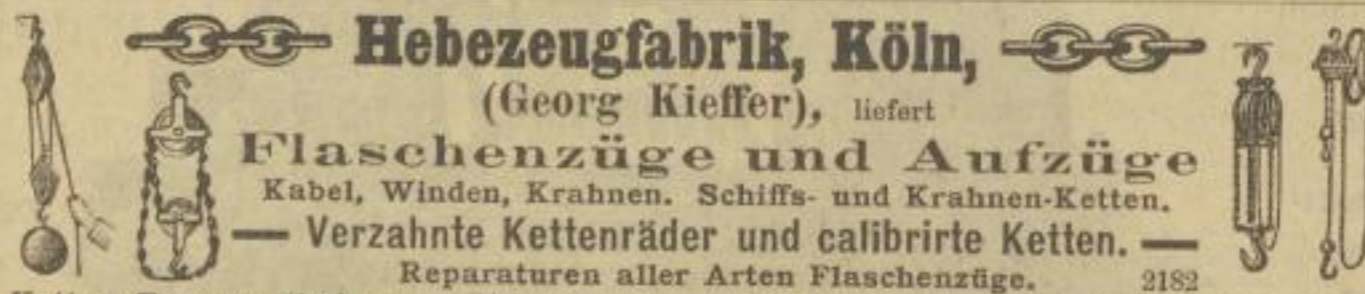 Hebezeugfabrik, Köln,
(Georg Kieffer), liefert
Flaschenzüge und Aufzüge
Kabel, Winden, Krahnen. Schiffs- und Krahnen-Ketten.
Verzahnte Kettenräder und calibrirte Ketten.
Reparaturen aller Arten Flaschenzüge. 2182